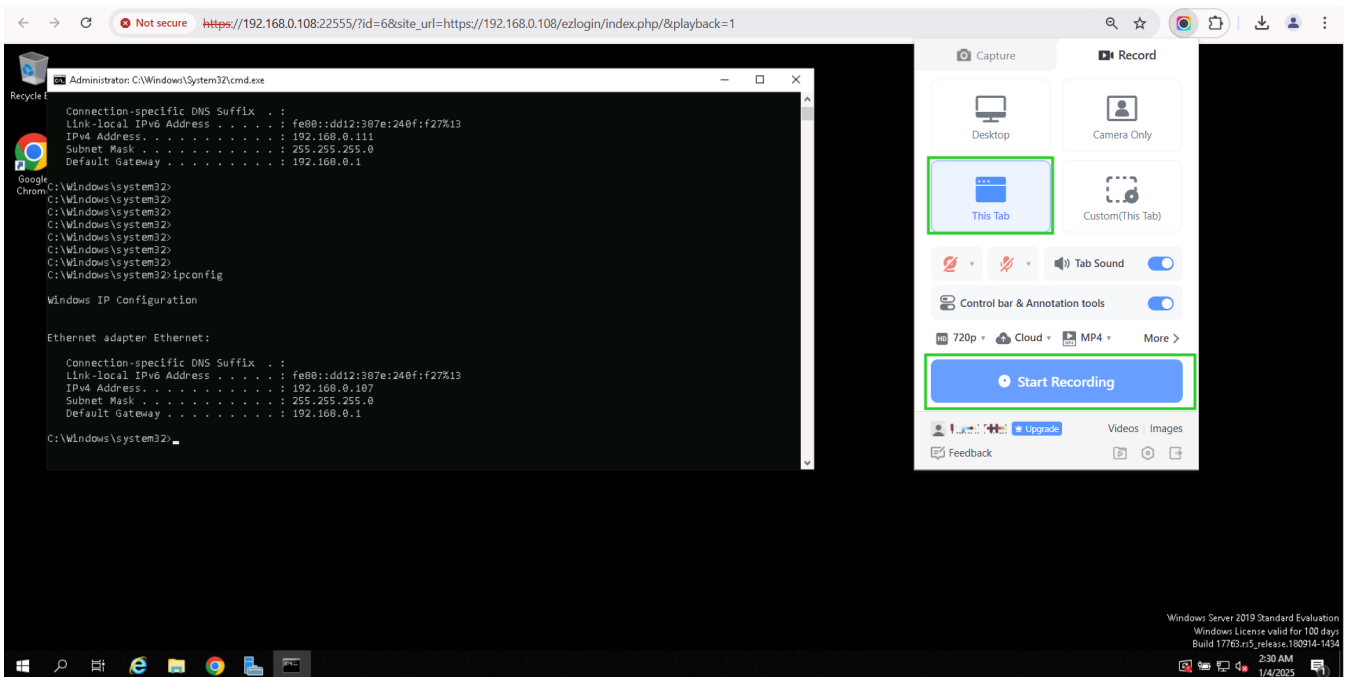 Not secure https://192.168.0.108:22555/?id=6&site_url=https://192.168.0.108/ezlogin/index.php/&playback=1
Recycle B
Google
Chrom
Administrator: C:\Windows\System32\cmd.exe
Connection-specific DNS Suffix . :
Link-local IPv6 Address . . . . . : fe80::dd12:387e:240f:f27%13
IPv4 Address. . . . . . . . . . . : 192.168.0.111
Subnet Mask . . . . . . . . . . . : 255.255.255.0
Default Gateway . . . . . . . . . : 192.168.0.1
C:\Windows\system32>
C:\Windows\system32>
C:\Windows\system32>
C:\Windows\system32>
C:\Windows\system32>
C:\Windows\system32>
C:\Windows\system32>
C:\Windows\system32>ipconfig
Windows IP Configuration
Ethernet adapter Ethernet:
Connection-specific DNS Suffix . :
Link-local IPv6 Address . . . . . : fe80::dd12:387e:240f:f27%13
IPv4 Address. . . . . . . . . . . : 192.168.0.107
Subnet Mask . . . . . . . . . . . : 255.255.255.0
Default Gateway . . . . . . . . . : 192.168.0.1
C:\Windows\system32>
Capture Record
Desktop Camera Only
This Tab Custom(This Tab)
Tab Sound
Control bar & Annotation tools
HD 720p Cloud MP4 More >
Start Recording
Upgrade Videos Images
Feedback
Windows Server 2019 Standard Evaluation
Windows License valid for 100 days
Build 17763.rs5_release.180914-1434
2:30 AM
1/4/2025